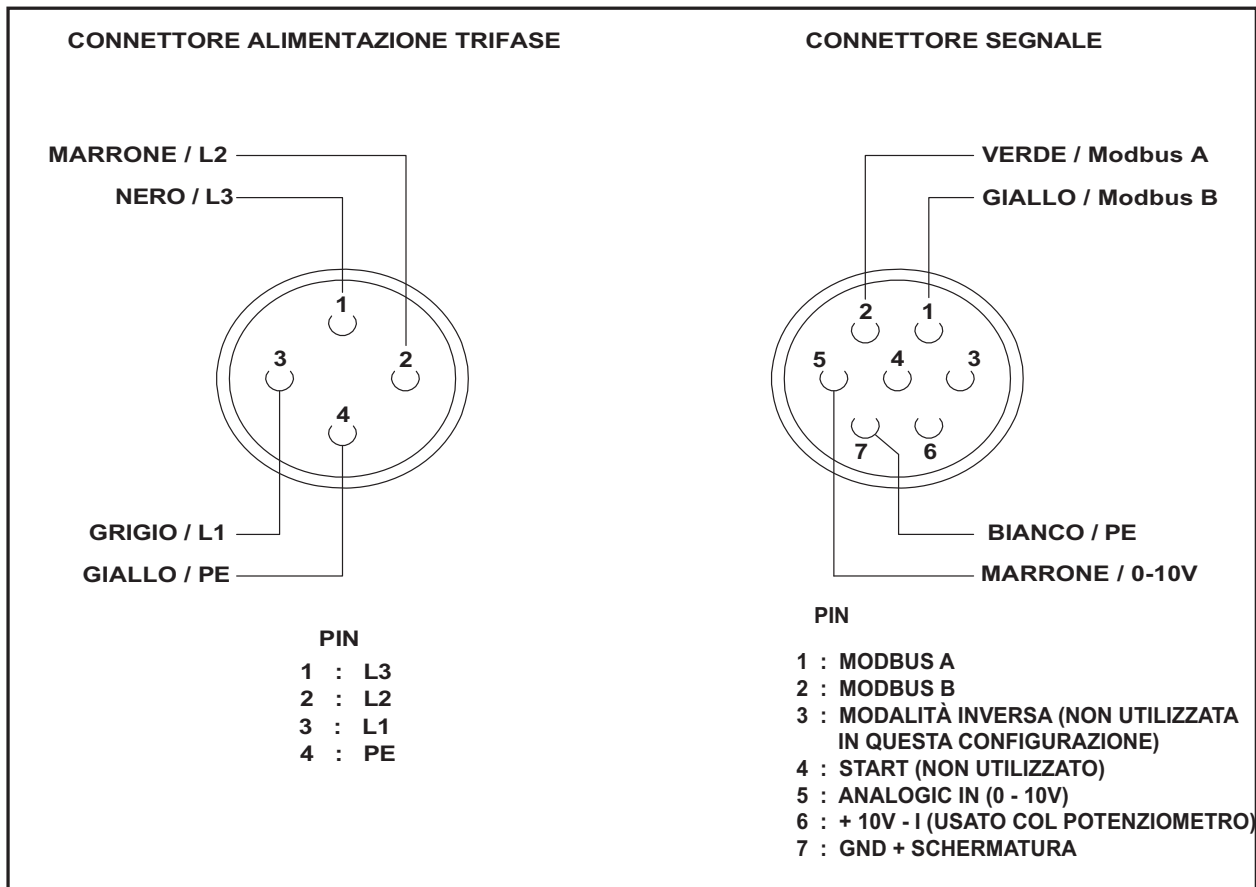 CONNETTORE ALIMENTAZIONE TRIFASE
MARRONE / L2
NERO / L3
1
3
2
4
GRIGIO / L1
GIALLO / PE
PIN
1 : L3
2 : L2
3 : L1
4 : PE
CONNETTORE SEGNALE
VERDE / Modbus A
GIALLO / Modbus B
2 1
5 4 3
7 6
BIANCO / PE
MARRONE / 0-10V
PIN
1 : MODBUS A
2 : MODBUS B
3 : MODALITÀ INVERSA (NON UTILIZZATA
IN QUESTA CONFIGURAZIONE)
4 : START (NON UTILIZZATO)
5 : ANALOGIC IN (0 - 10V)
6 : + 10V - I (USATO COL POTENZIOMETRO)
7 : GND + SCHERMATURA